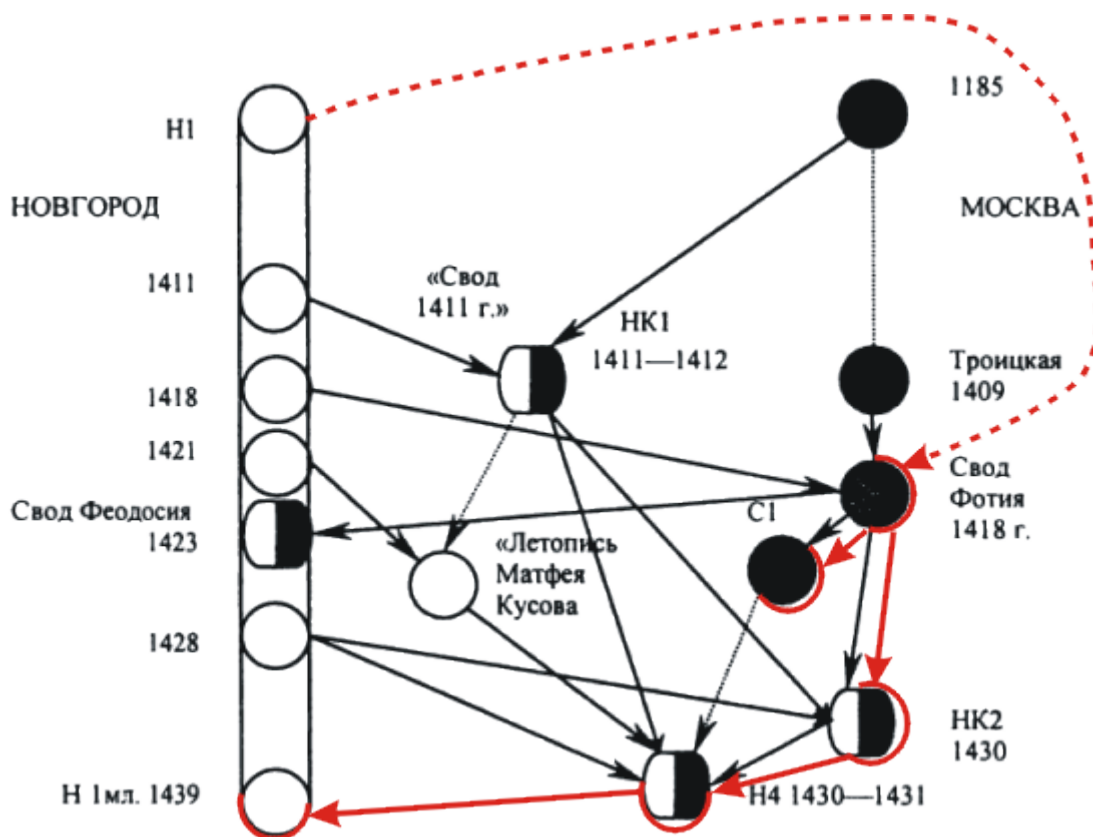 1185
Н1
НОВГОРОД
МОСКВА
1411
«Свод
1411 г.»
НК1
1411—1412
Троицкая
1409
1418
1421
Свод
Фотия
1418 г.
Свод Феодосия
1423
С1
«Летопись
Матфея
Кусова
1428
НК2
1430
Н 1мл. 1439
Н4 1430—1431